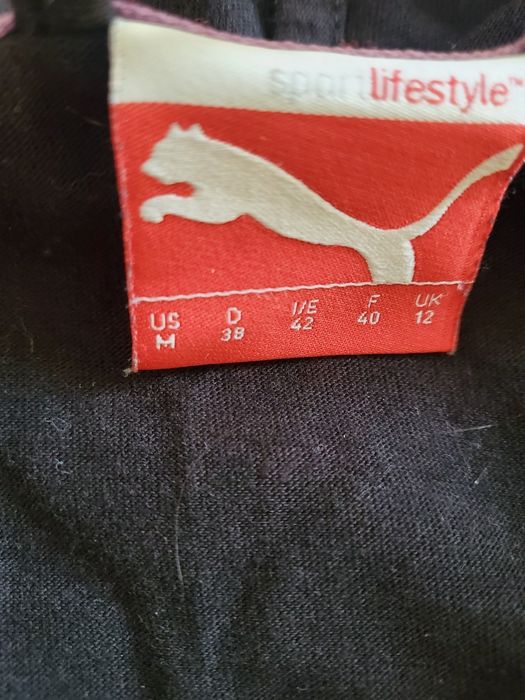 sportlifestyle™
US D I/E F UK
M 38 42 40 12